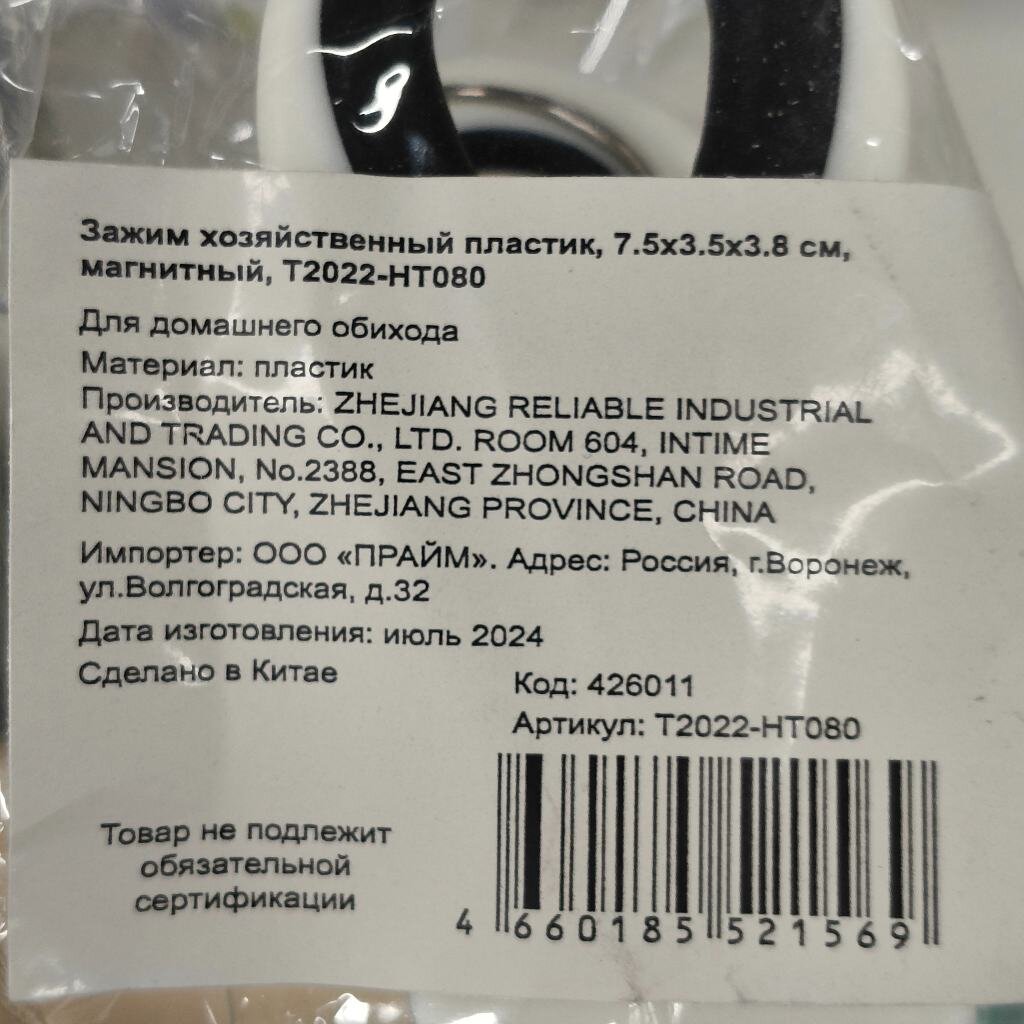 Зажим хозяйственный пластик, 7.5х3.5х3.8 см,
магнитный, T2022-HT080
Для домашнего обихода
Материал: пластик
Производитель: ZHEJIANG RELIABLE INDUSTRIAL
AND TRADING CO., LTD. ROOM 604, INTIME
MANSION, No.2388, EAST ZHONGSHAN ROAD,
NINGBO CITY, ZHEJIANG PROVINCE, CHINA
Импортер: ООО «ПРАЙМ». Адрес: Россия, г.Воронеж,
ул.Волгоградская, д.32
Дата изготовления: июль 2024
Сделано в Китае
Код: 426011
Артикул: T2022-HT080
Товар не подлежит
обязательной
сертификации
4 660185 521569